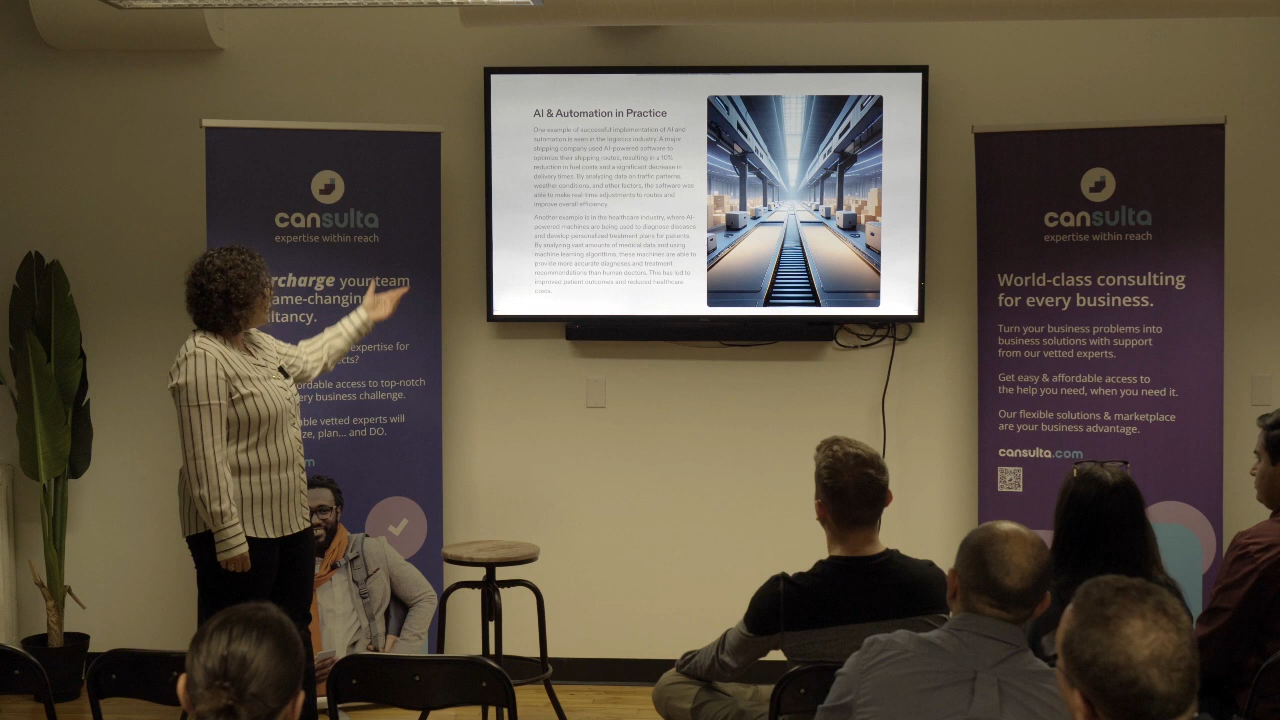 AI & Automation in Practice
One example of successful implementation of AI and
automation is seen in the logistics industry. A major
shipping company used AI-powered software to
optimize their shipping routes, resulting in a 10%
reduction in fuel costs and a significant decrease in
delivery times. By analyzing data on traffic patterns,
weather conditions, and other factors, the software was
able to make real-time adjustments to routes and
improve overall efficiency.
Another example is in the healthcare industry, where AI-
powered machines are being used to diagnose diseases
and develop personalized treatment plans for patients.
By analyzing vast amounts of medical data and using
machine learning algorithms, these machines are able to
provide more accurate diagnoses and treatment
recommendations than human doctors. This has led to
improved patient outcomes and reduced healthcare
costs.
cansulta
expertise within reach
rcharge your team
ame-changing
ltancy.
expertise for
cts?
ordable access to top-notch
ery business challenge.
able vetted experts will
ze, plan... and DO.
m
cansulta
expertise within reach
World-class consulting
for every business.
Turn your business problems into
business solutions with support
from our vetted experts.
Get easy & affordable access to
the help you need, when you need it.
Our flexible solutions & marketplace
are your business advantage.
cansulta.com